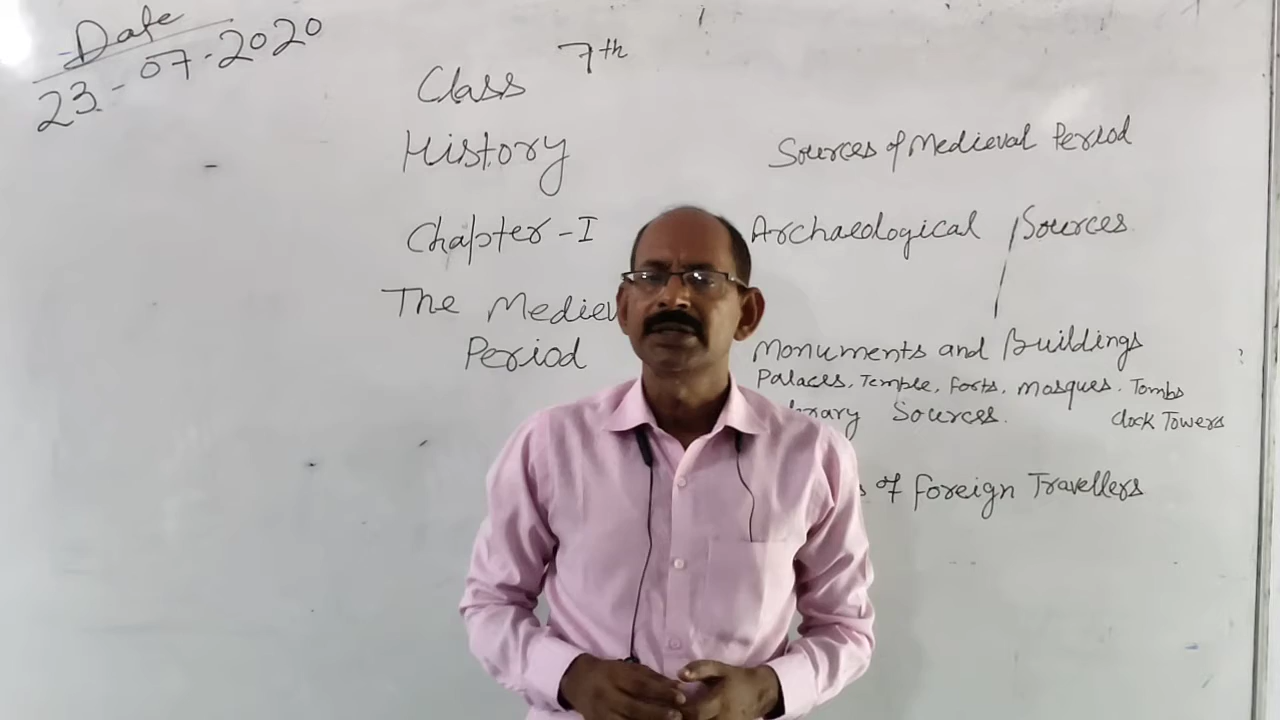 Date
23-07-2020
Class 7th
History
Chapter-I
The Mediev
Period
Sources of Medieval Period
Archaeological Sources
Monuments and Buildings
Palaces, Temple, Forts, Mosques. Tombs
Clock Towers
Sources.
of Foreign Travellers